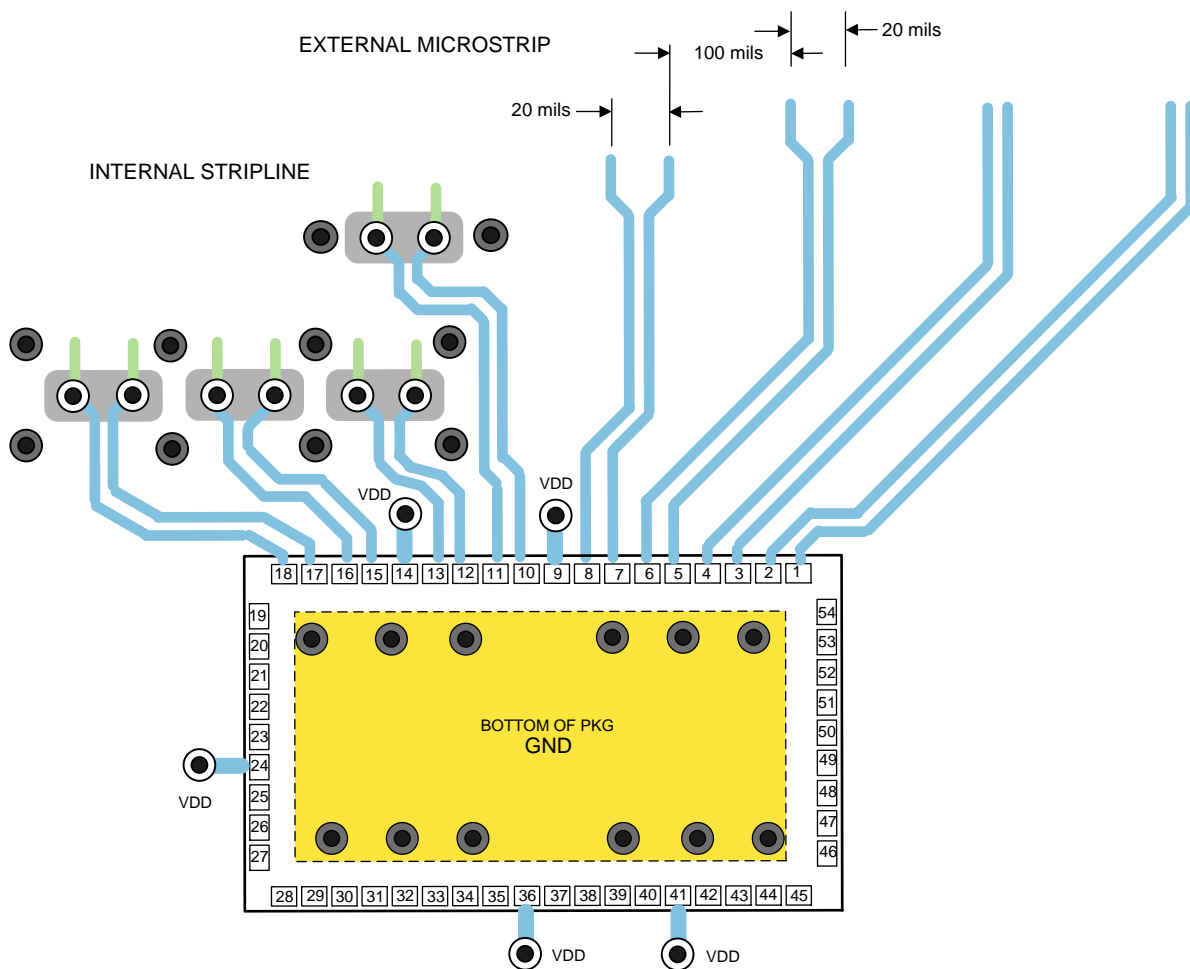 EXTERNAL MICROSTRIP
20 mils
100 mils
20 mils
INTERNAL STRIPLINE
VDD
VDD
18 17 16 15 14 13 12 11 10 9 8 7 6 5 4 3 2 1
19
20
21
22
23
24
25
26
27
54
53
52
51
50
49
48
47
46
BOTTOM OF PKG
GND
VDD
28 29 30 31 32 33 34 35 36 37 38 39 40 41 42 43 44 45
VDD
VDD